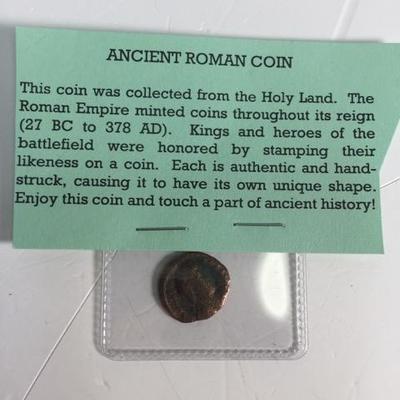 ANCIENT ROMAN COIN
This coin was collected from the Holy Land. The
Roman Empire minted coins throughout its reign
(27 BC to 378 AD). Kings and heroes of the
battlefield were honored by stamping their
likeness on a coin. Each is authentic and hand-
struck, causing it to have its own unique shape.
Enjoy this coin and touch a part of ancient history!